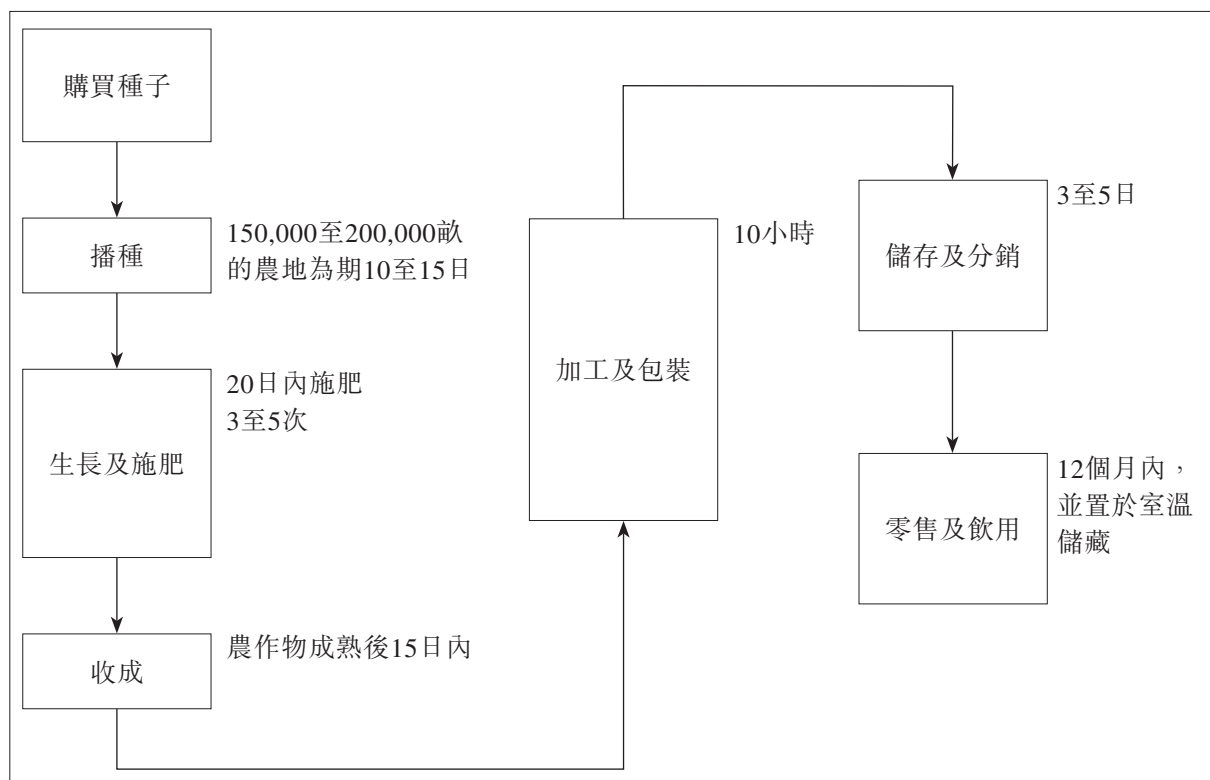 購買種子
播種
150,000至200,000畝
的農地為期10至15日
生長及施肥
20日內施肥
3至5次
收成
農作物成熟後15日內
加工及包裝
10小時
儲存及分銷
3至5日
零售及飲用
12個月內，
並置於室溫
儲藏